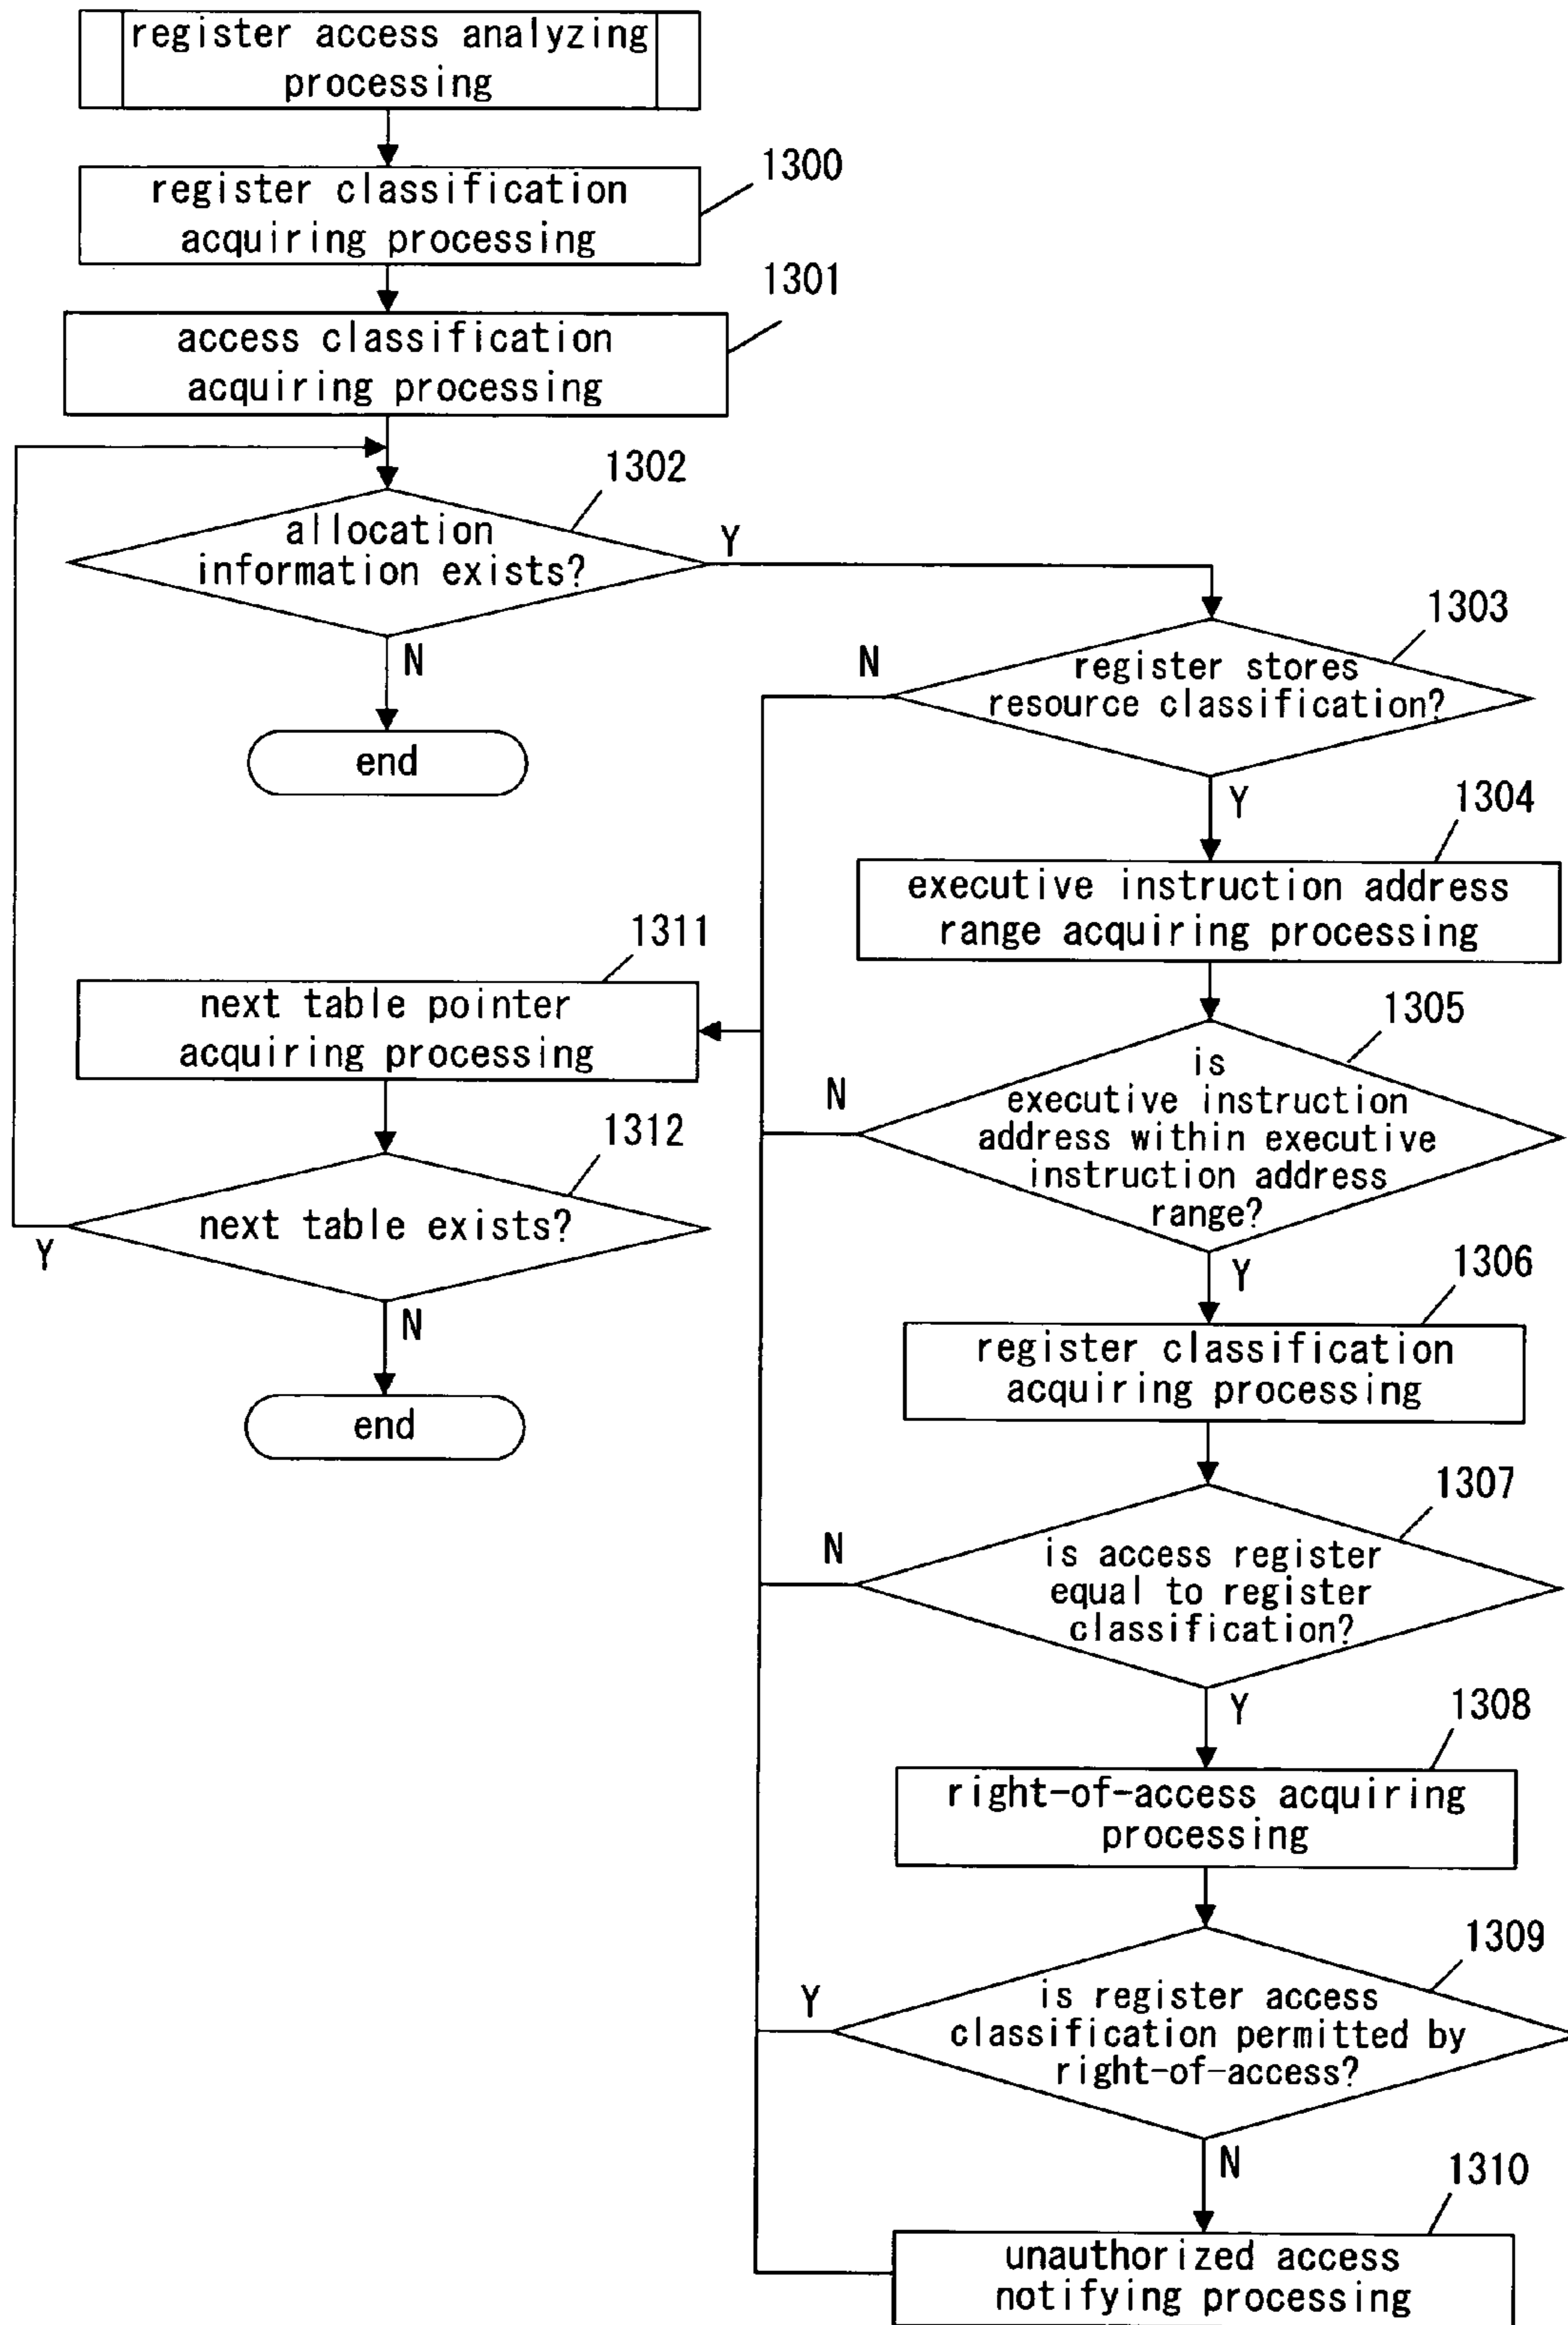 register access analyzing
processing
1300
register classification
acquiring processing
1301
access classification
acquiring processing
1302
allocation
information exists?
Y
N
end
1303
register stores
resource classification?
N
Y
1304
executive instruction address
range acquiring processing
1305
is
executive instruction
address within executive
instruction address
range?
N
Y
1306
register classification
acquiring processing
1307
is access register
equal to register
classification?
N
Y
1308
right-of-access acquiring
processing
1309
is register access
classification permitted by
right-of-access?
Y
N
1310
unauthorized access
notifying processing
1311
next table pointer
acquiring processing
1312
next table exists?
Y
N
end